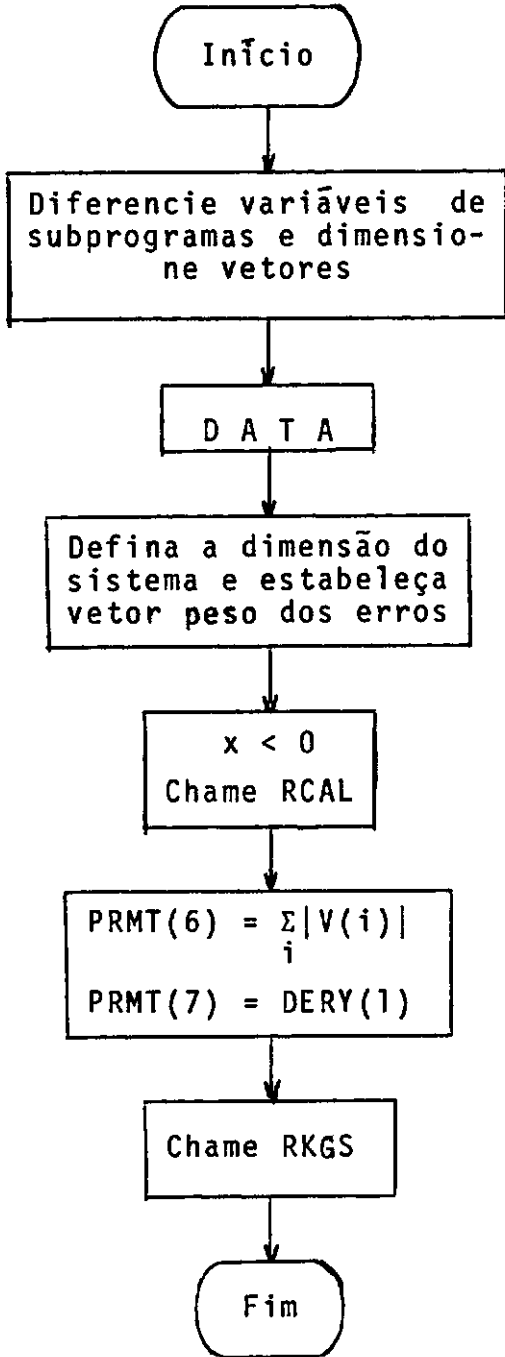 Início
Diferencie variáveis de
subprogramas e dimensio-
ne vetores
D A T A
Defina a dimensão do
sistema e estabeleça
vetor peso dos erros
x < 0
Chame RCAL
PRMT(6) = Σ|V(i)|
i
PRMT(7) = DERY(1)
Chame RKGS
Fim